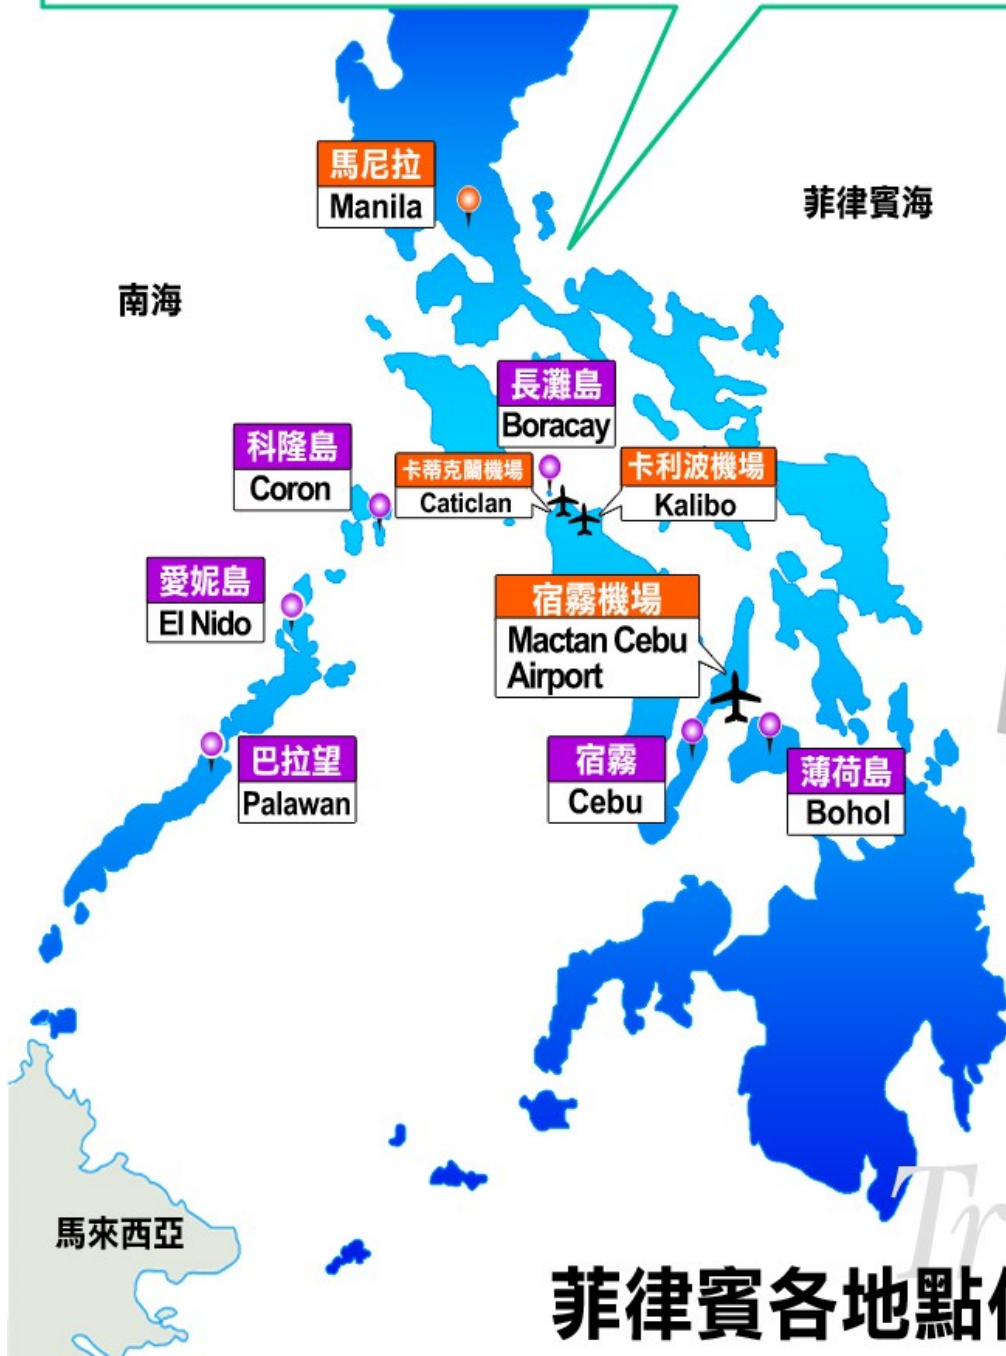 馬尼拉
Manila
菲律賓海
南海
長灘島
Boracay
科隆島
Coron
卡蒂克蘭機場
Caticlan
卡利波機場
Kalibo
愛妮島
El Nido
宿霧機場
Mactan Cebu
Airport
巴拉望
Palawan
宿霧
Cebu
薄荷島
Bohol
馬來西亞
Tr
菲律賓各地點